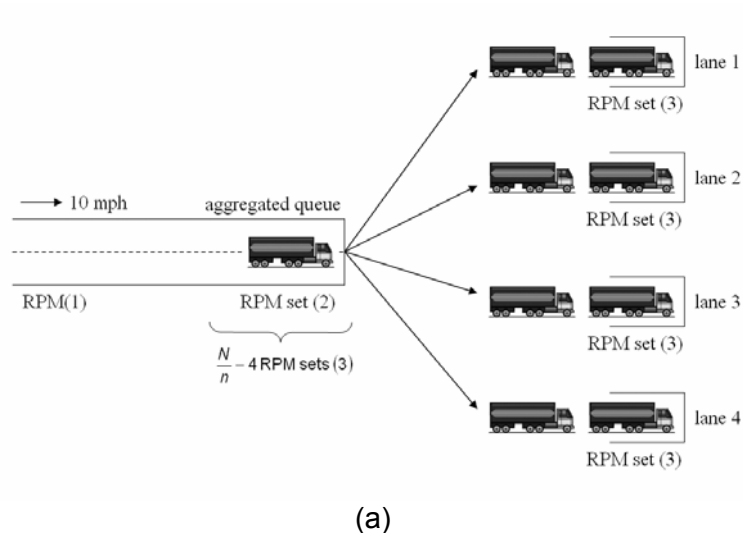 lane 1
RPM set (3)
lane 2
RPM set (3)
10 mph
aggregated queue
RPM(1)
RPM set (2)
lane 3
RPM set (3)
N/n – 4 RPM sets (3)
lane 4
RPM set (3)
(a)